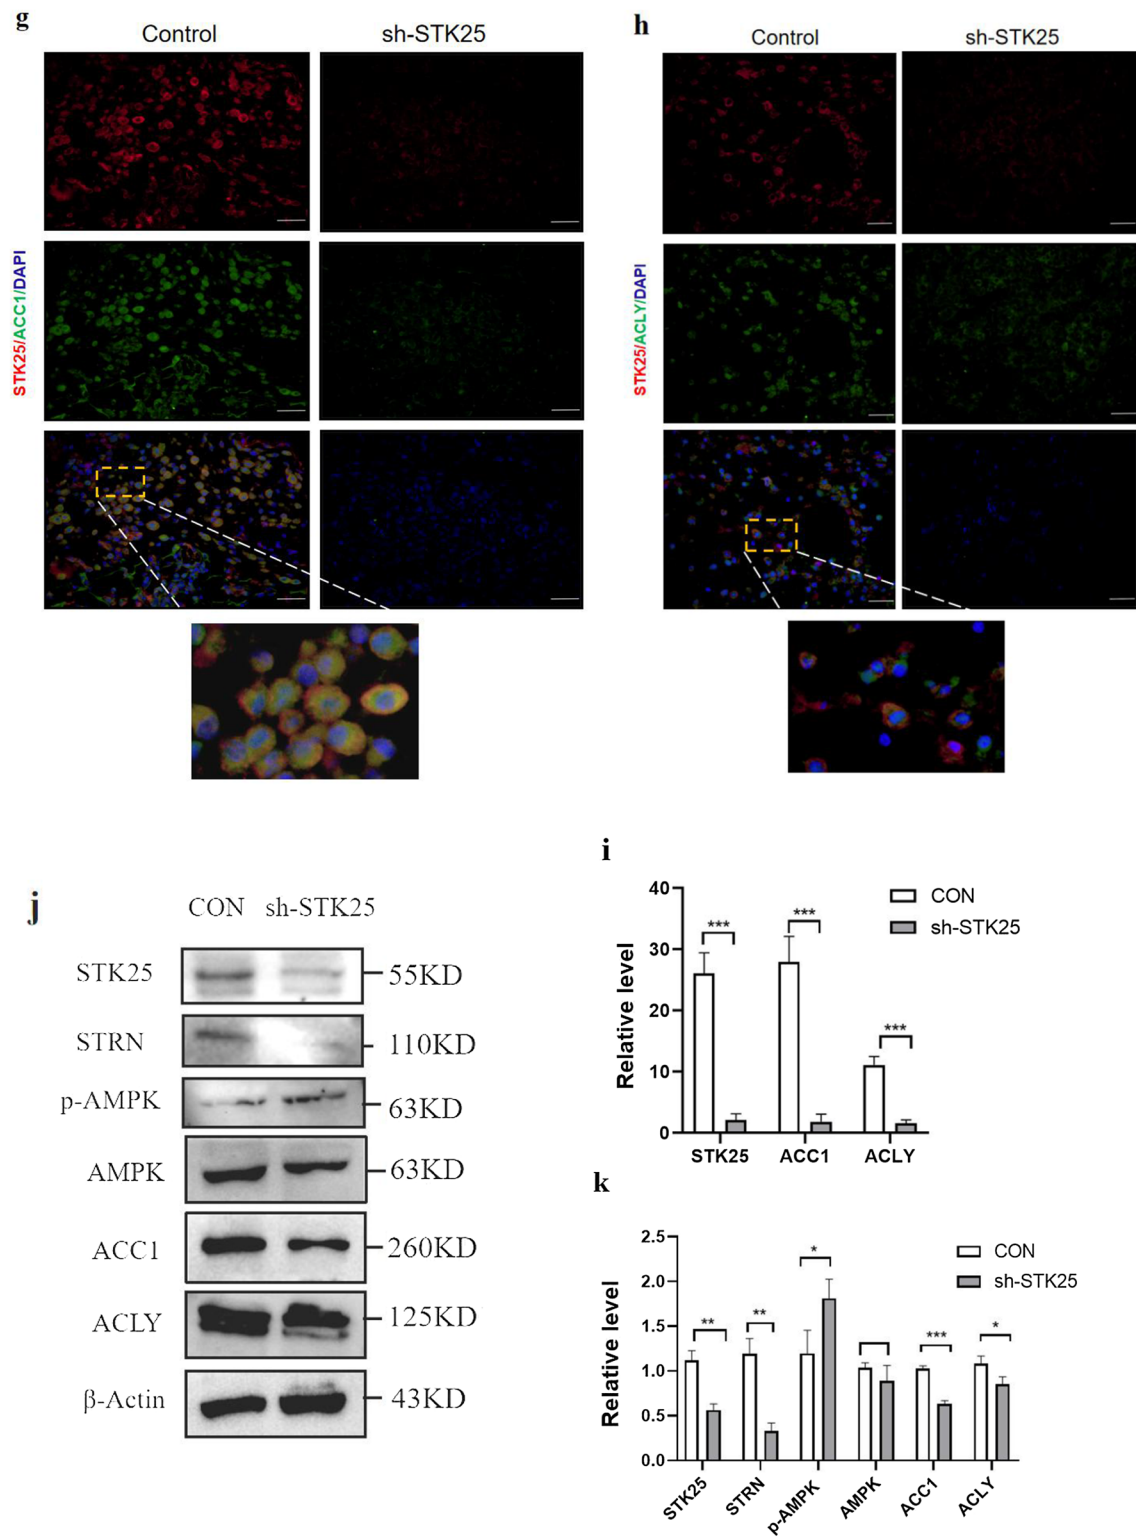 g
Control
sh-STK25
STK25/ACC1/DAPI
h
Control
sh-STK25
STK25/ACLY/DAPI
j
CON sh-STK25
STK25 55KD
STRN 110KD
p-AMPK 63KD
AMPK 63KD
ACC1 260KD
ACLY 125KD
β-Actin 43KD
i
Relative level
40
30
20
10
0
***
***
***
CON
sh-STK25
STK25 ACC1 ACLY
k
Relative level
2.5
2.0
1.5
1.0
0.5
0.0
**
**
*
***
*
CON
sh-STK25
STK25
STRN
p-AMPK
AMPK
ACC1
ACLY